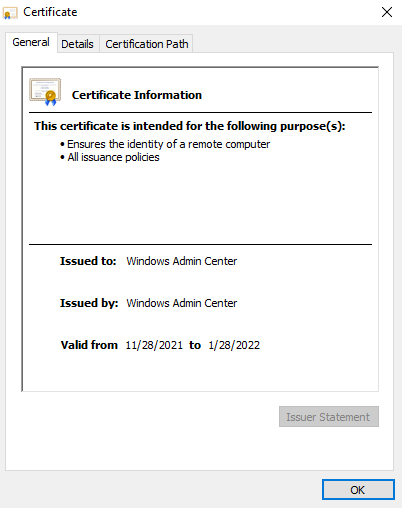 Certificate
General Details Certification Path
Certificate Information
This certificate is intended for the following purpose(s):
• Ensures the identity of a remote computer
• All issuance policies
Issued to: Windows Admin Center
Issued by: Windows Admin Center
Valid from 11/28/2021 to 1/28/2022
Issuer Statement
OK